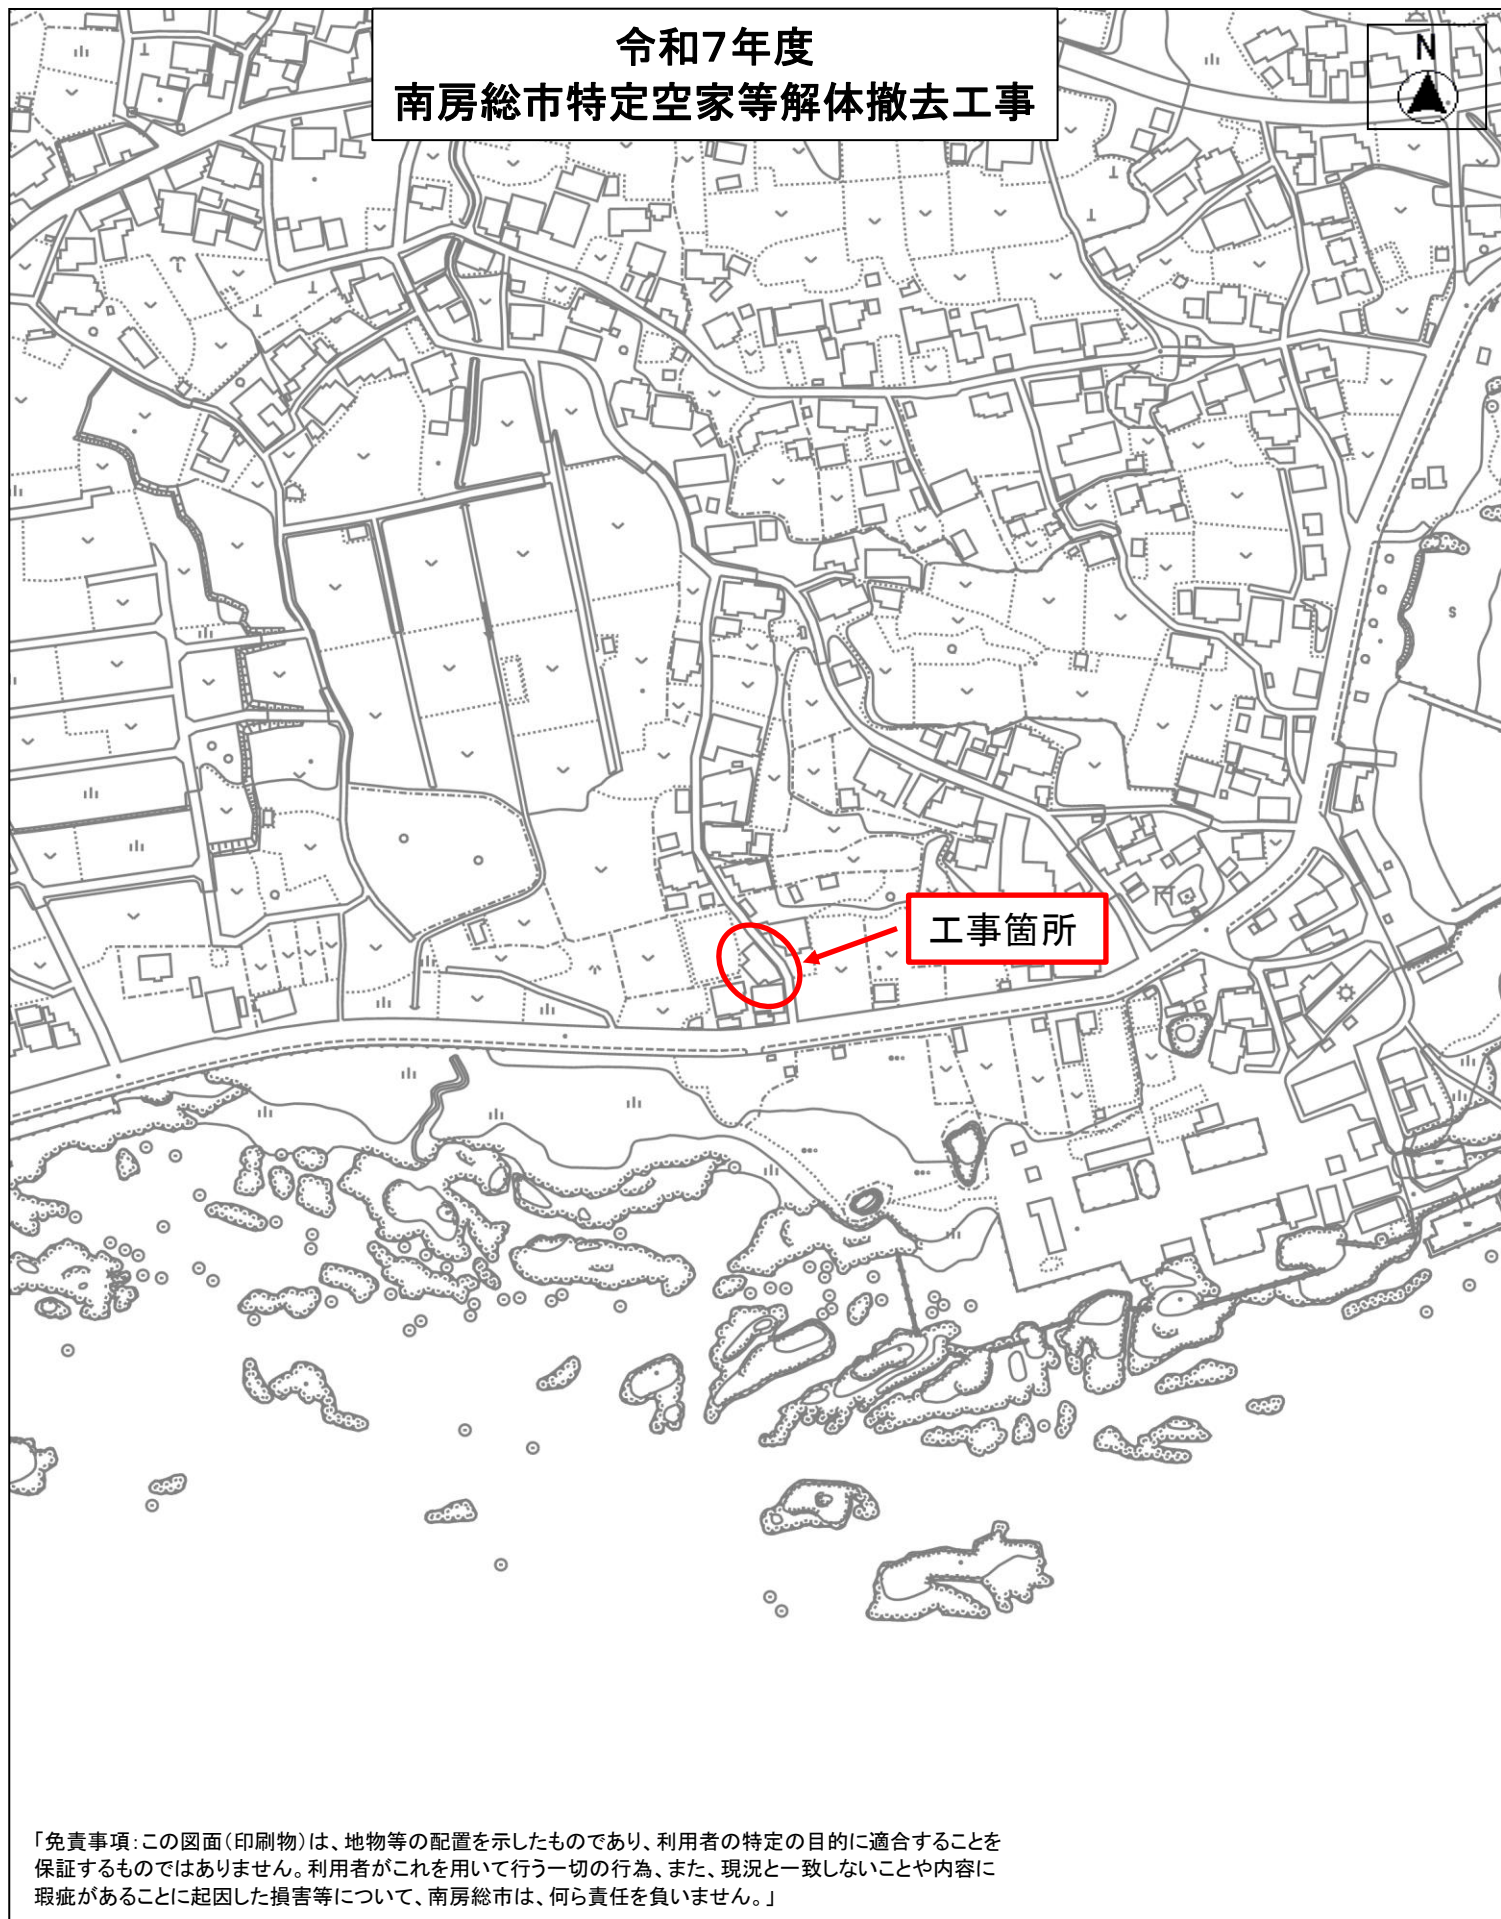 令和7年度
南房総市特定空家等解体撤去工事
N
工事箇所
「免責事項:この図面(印刷物)は、地物等の配置を示したものであり、利用者の特定の目的に適合することを
保証するものではありません。利用者がこれを用いて行う一切の行為、また、現況と一致しないことや内容に
瑕疵があることに起因した損害等について、南房総市は、何ら責任を負いません。」